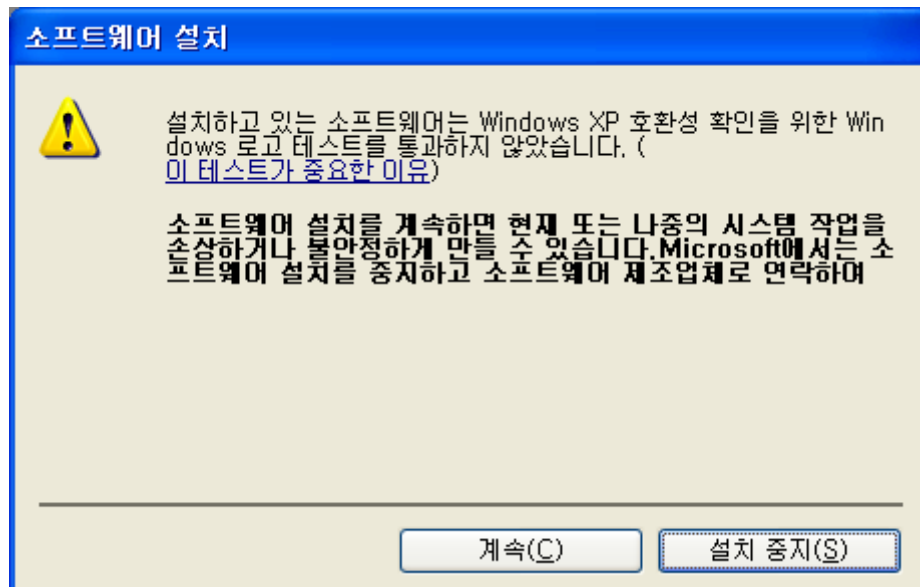 소프트웨어 설치
설치하고 있는 소프트웨어는 Windows XP 호환성 확인을 위한 Win
dows 로고 테스트를 통과하지 않았습니다. (
이 테스트가 중요한 이유)
소프트웨어 설치를 계속하면 현재 또는 나중의 시스템 작업을
손상하거나 불안정하게 만들 수 있습니다.Microsoft에서는 소
프트웨어 설치를 중지하고 소프트웨어 제조업체로 연락하여
계속(C)
설치 중지(S)